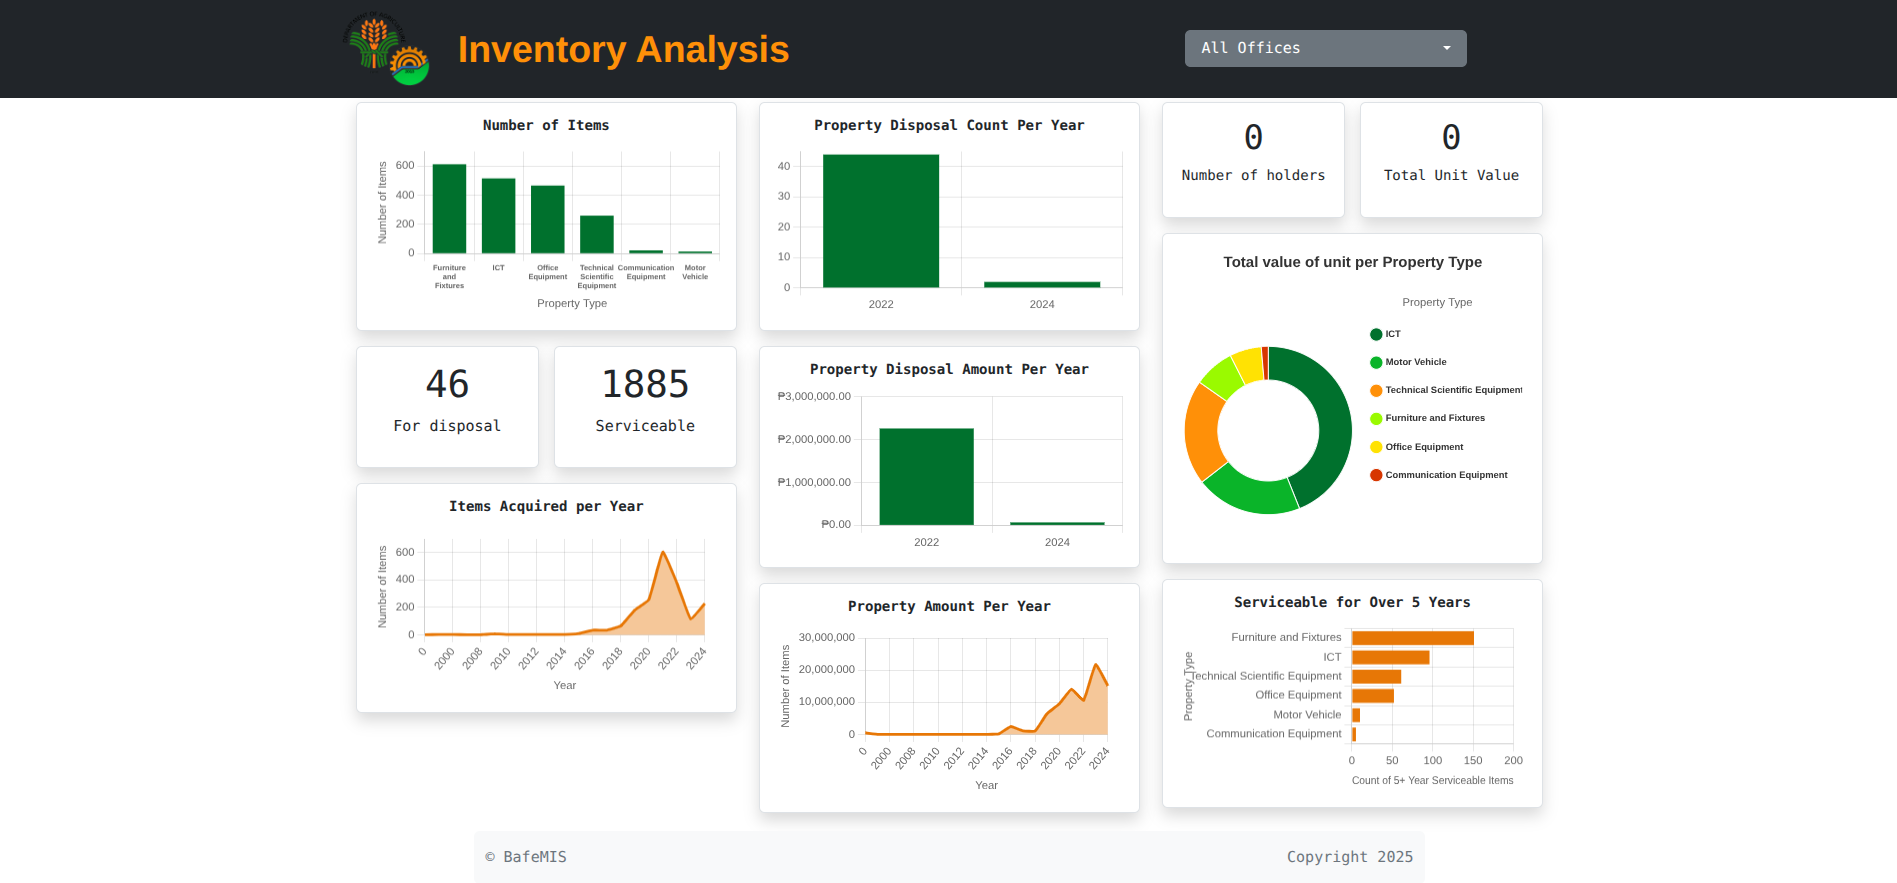 Inventory Analysis
All Offices
Number of Items
Number of Items
600
400
200
0
Furniture
and
Fixtures
ICT
Office
Equipment
Technical
Scientific
Equipment
Communication
Equipment
Motor
Vehicle
Property Type
46
For disposal
1885
Serviceable
Items Acquired per Year
Number of Items
600
400
200
0
0
2000
2008
2010
2012
2014
2016
2018
2020
2022
2024
Year
Property Disposal Count Per Year
40
30
20
10
0
2022
2024
Property Disposal Amount Per Year
₱3,000,000.00
₱2,000,000.00
₱1,000,000.00
₱0.00
2022
2024
Property Amount Per Year
Number of Items
30,000,000
20,000,000
10,000,000
0
0
2000
2008
2010
2012
2014
2016
2018
2020
2022
2024
Year
0
Number of holders
0
Total Unit Value
Total value of unit per Property Type
Property Type
ICT
Motor Vehicle
Technical Scientific Equipment
Furniture and Fixtures
Office Equipment
Communication Equipment
Serviceable for Over 5 Years
Property Type
Furniture and Fixtures
ICT
Technical Scientific Equipment
Office Equipment
Motor Vehicle
Communication Equipment
0
50
100
150
200
Count of 5+ Year Serviceable Items
© BafeMIS
Copyright 2025